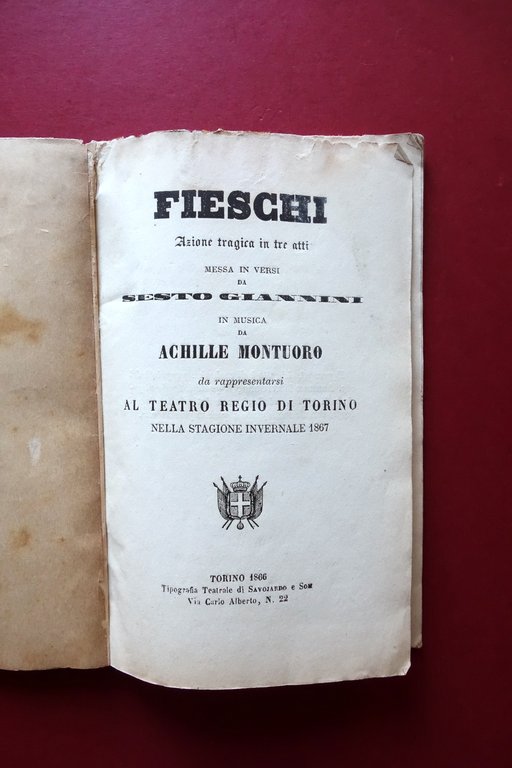 FIESCHI
Azione tragica in tre atti
MESSA IN VERSI
DA
SESTO GIANNINI
IN MUSICA
DA
ACHILLE MONTUORO
da rappresentarsi
AL TEATRO REGIO DI TORINO
NELLA STAGIONE INVERNALE 1867
TORINO 1866
Tipografia Teatrale di SAVOJARDO e SOM
Via Carlo Alberto, N. 22